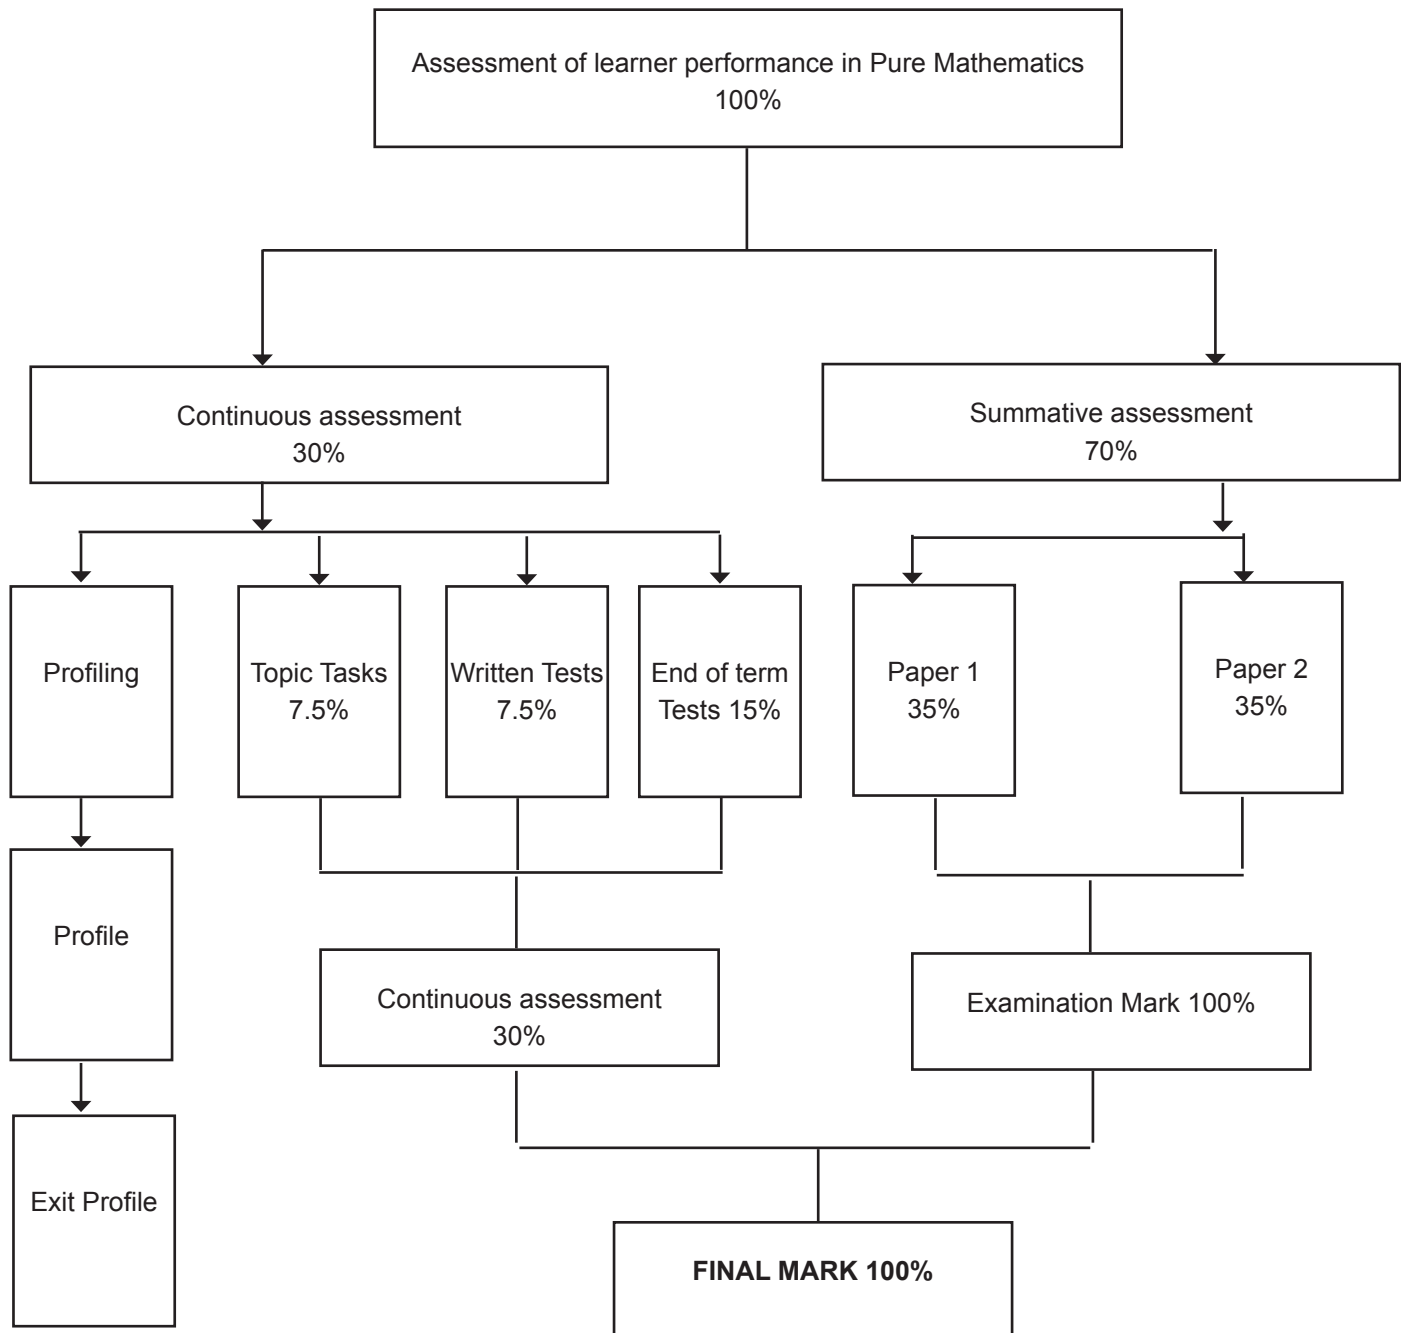 Assessment of learner performance in Pure Mathematics
100%
Continuous assessment
30%
Summative assessment
70%
Profiling
Topic Tasks
7.5%
Written Tests
7.5%
End of term
Tests 15%
Paper 1
35%
Paper 2
35%
Profile
Continuous assessment
30%
Examination Mark 100%
Exit Profile
FINAL MARK 100%